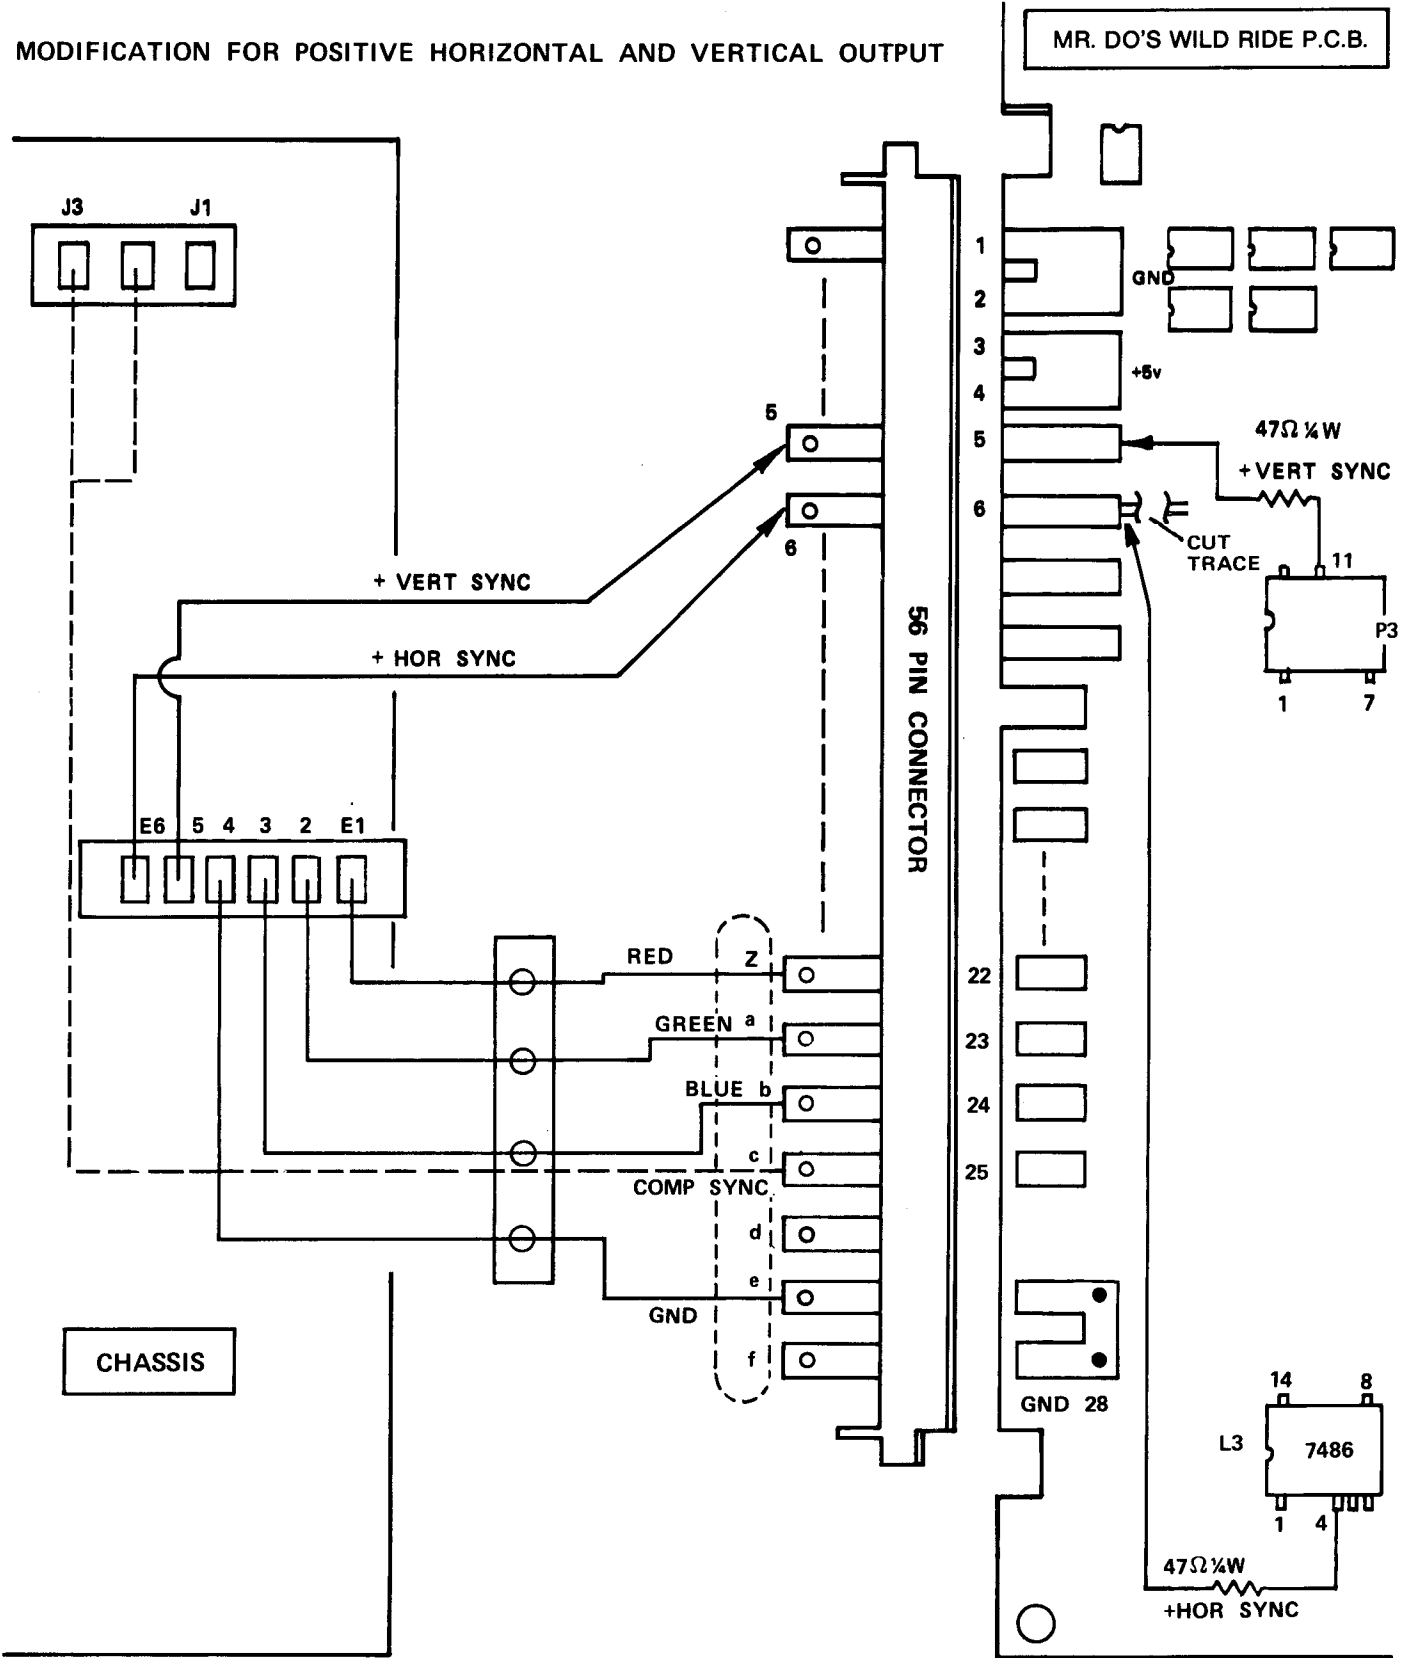 MODIFICATION FOR POSITIVE HORIZONTAL AND VERTICAL OUTPUT
MR. DO'S WILD RIDE P.C.B.
J3 J1
1
GND
2
3
+5v
4
5
5
47Ω ¼W
+VERT SYNC
6
6
CUT
TRACE
11
P3
1 7
+ VERT SYNC
+ HOR SYNC
56 PIN CONNECTOR
E6 5 4 3 2 E1
RED Z
22
GREEN a
23
BLUE b
24
c
25
COMP SYNC
d
e
GND
f
CHASSIS
GND 28
14 8
L3 7486
1 4
47Ω ¼W
+HOR SYNC